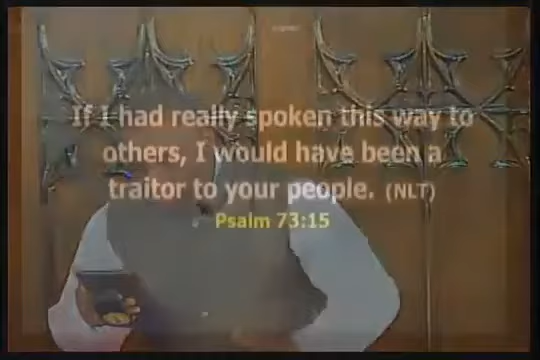 If I had really spoken this way to
others, I would have been a
traitor to your people. (NLT)
Psalm 73:15